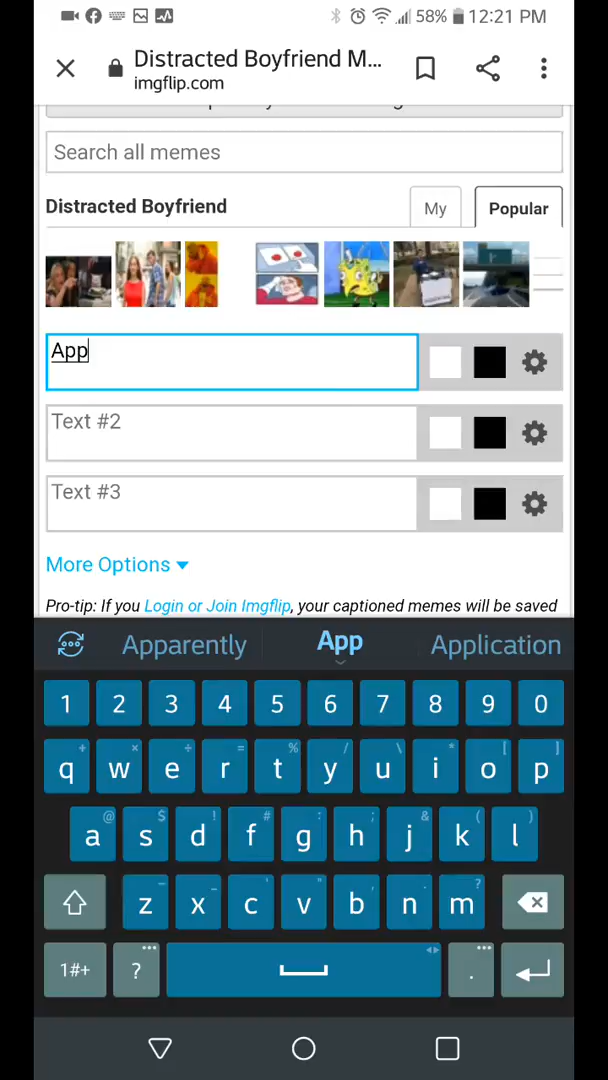 58% 12:21 PM
Distracted Boyfriend M...
imgflip.com
Search all memes
Distracted Boyfriend My Popular
App
Text #2
Text #3
More Options
Pro-tip: If you Login or Join Imgflip, your captioned memes will be saved
Apparently App Application
1 2 3 4 5 6 7 8 9 0
+ × ÷ = % / \ * [ ]
q w e r t y u i o p
@ $ ! # : ; & ( )
a s d f g h j k l
- _ ' " , . ?
z x c v b n m
1#+ ? .